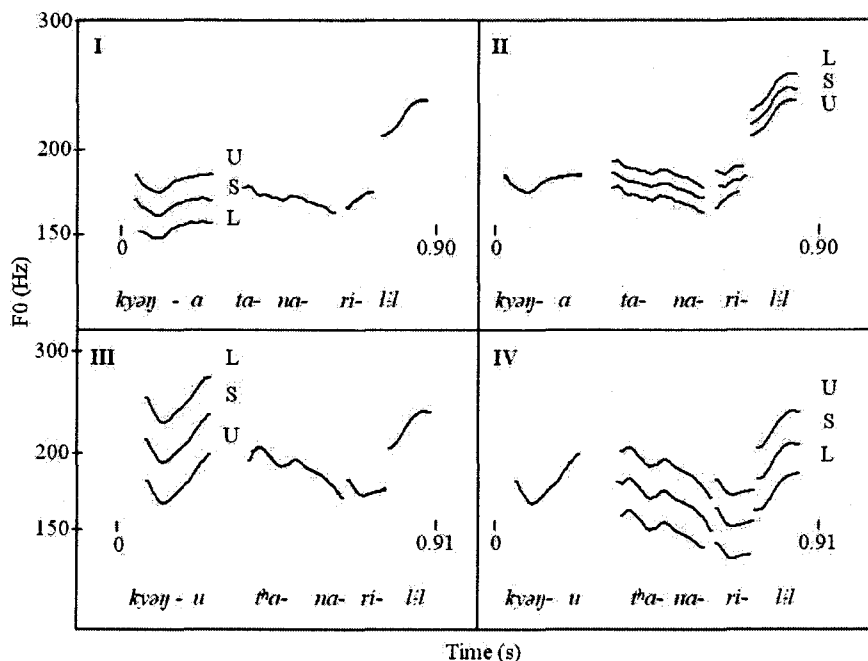 300
I
II
L
S
U
200
U
S
L
150
0
0.90
0
0.90
kyəŋ - a ta- na- ri- lɨl
kyəŋ- a ta- na- ri- lɨl
F0 (Hz)
300
III
L
S
U
IV
U
S
L
200
150
0
0.91
0
0.91
kyəŋ - u tʰa- na- ri- lɨl
kyəŋ- u tʰa- na- ri- lɨl
Time (s)